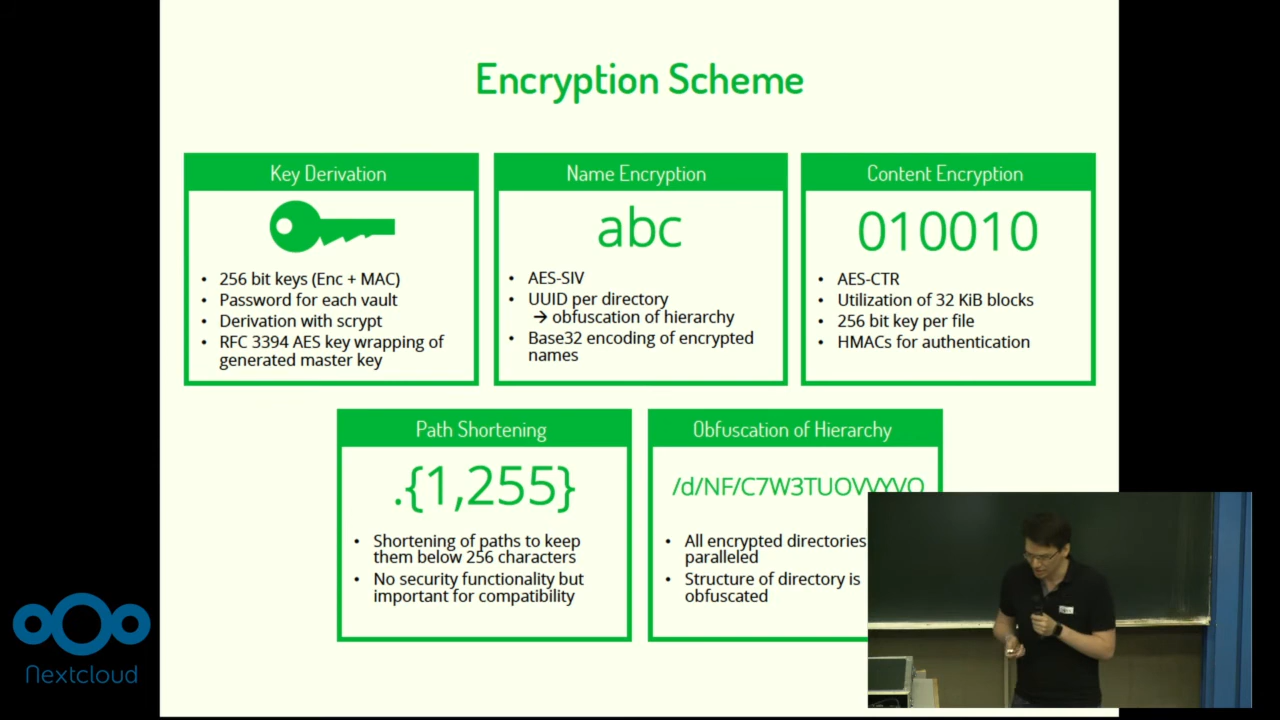 Encryption Scheme
Key Derivation
• 256 bit keys (Enc + MAC)
• Password for each vault
• Derivation with scrypt
• RFC 3394 AES key wrapping of
generated master key
Name Encryption
abc
• AES-SIV
• UUID per directory
→ obfuscation of hierarchy
• Base32 encoding of encrypted
names
Content Encryption
010010
• AES-CTR
• Utilization of 32 KiB blocks
• 256 bit key per file
• HMACs for authentication
Path Shortening
.{1,255}
• Shortening of paths to keep
them below 256 characters
• No security functionality but
important for compatibility
Obfuscation of Hierarchy
• All encrypted directories
paralleled
• Structure of directory is
obfuscated
Nextcloud